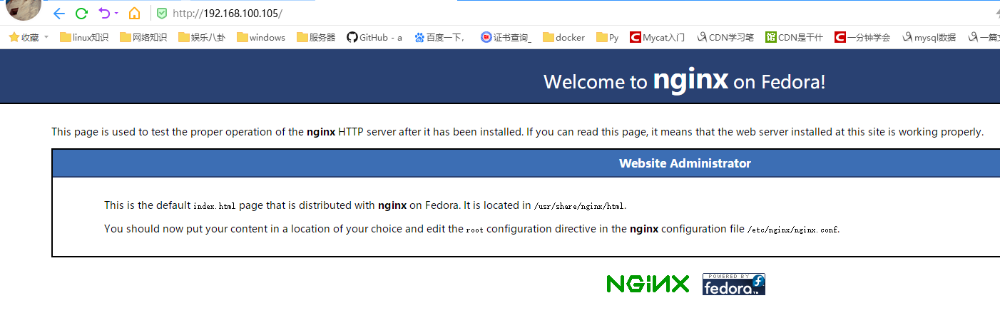 http://192.168.100.105/
收藏 linux知识 网络知识 娱乐八卦 windows 服务器 GitHub - a 百度一下， 证书查询_ docker Py Mycat入门 CDN学习笔 CDN是干什 一分钟学会 mysql数据 一篇
Welcome to nginx on Fedora!
This page is used to test the proper operation of the nginx HTTP server after it has been installed. If you can read this page, it means that the web server installed at this site is working properly.
Website Administrator
This is the default index.html page that is distributed with nginx on Fedora. It is located in /usr/share/nginx/html.
You should now put your content in a location of your choice and edit the root configuration directive in the nginx configuration file /etc/nginx/nginx.conf.
NGINX POWERED BY
fedora™